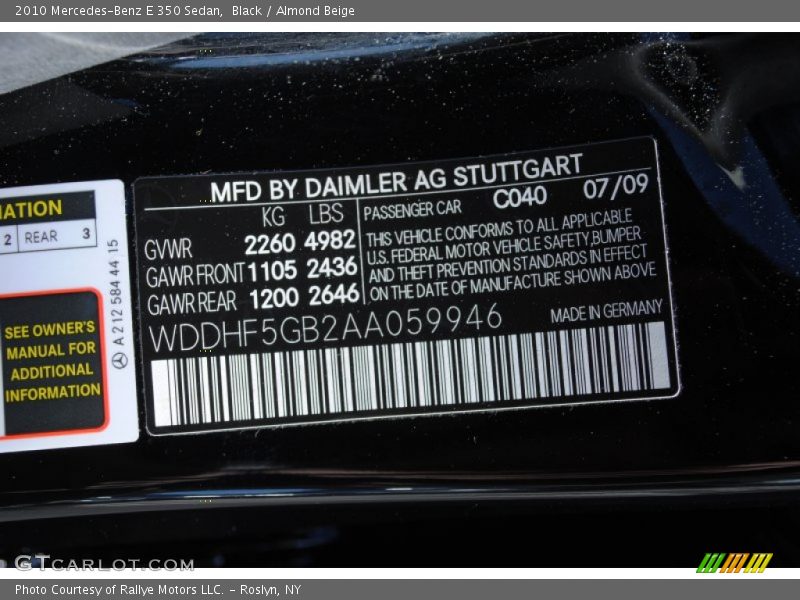 2010 Mercedes-Benz E 350 Sedan, Black / Almond Beige
MFD BY DAIMLER AG STUTTGART
KG LBS PASSENGER CAR C040 07/09
GVWR 2260 4982
GAWR FRONT 1105 2436
GAWR REAR 1200 2646
THIS VEHICLE CONFORMS TO ALL APPLICABLE
U.S. FEDERAL MOTOR VEHICLE SAFETY, BUMPER
AND THEFT PREVENTION STANDARDS IN EFFECT
ON THE DATE OF MANUFACTURE SHOWN ABOVE
WDDHF5GB2AA059946 MADE IN GERMANY
2 REAR 3
SEE OWNER'S
MANUAL FOR
ADDITIONAL
INFORMATION
A 212 584 44 15
GTCARLOT.COM
Photo Courtesy of Rallye Motors LLC. - Roslyn, NY